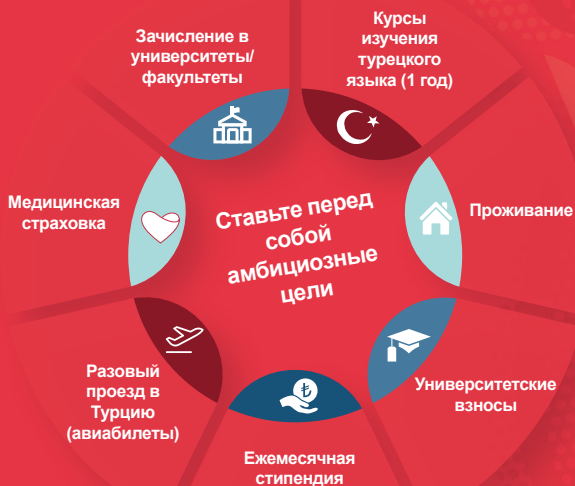 Зачисление в
университеты/
факультеты
Курсы
изучения
турецкого
языка (1 год)
Медицинская
страховка
Ставьте перед
собой
амбициозные
цели
Проживание
Разовый
проезд в
Турцию
(авиабилеты)
Университетские
взносы
Ежемесячная
стипендия